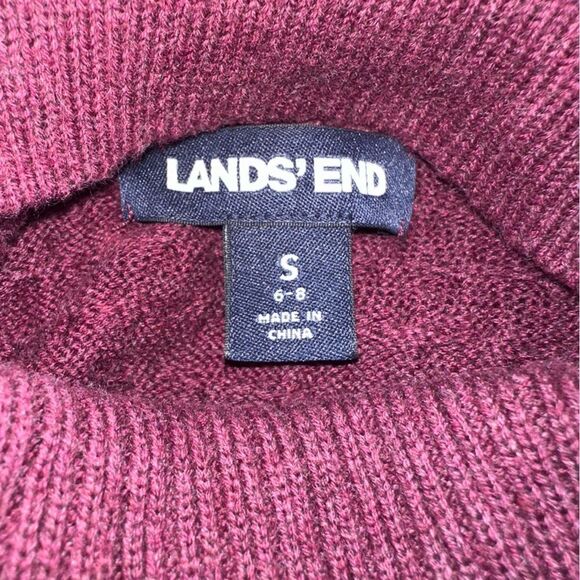 LANDS' END
S
6-8
MADE IN
CHINA